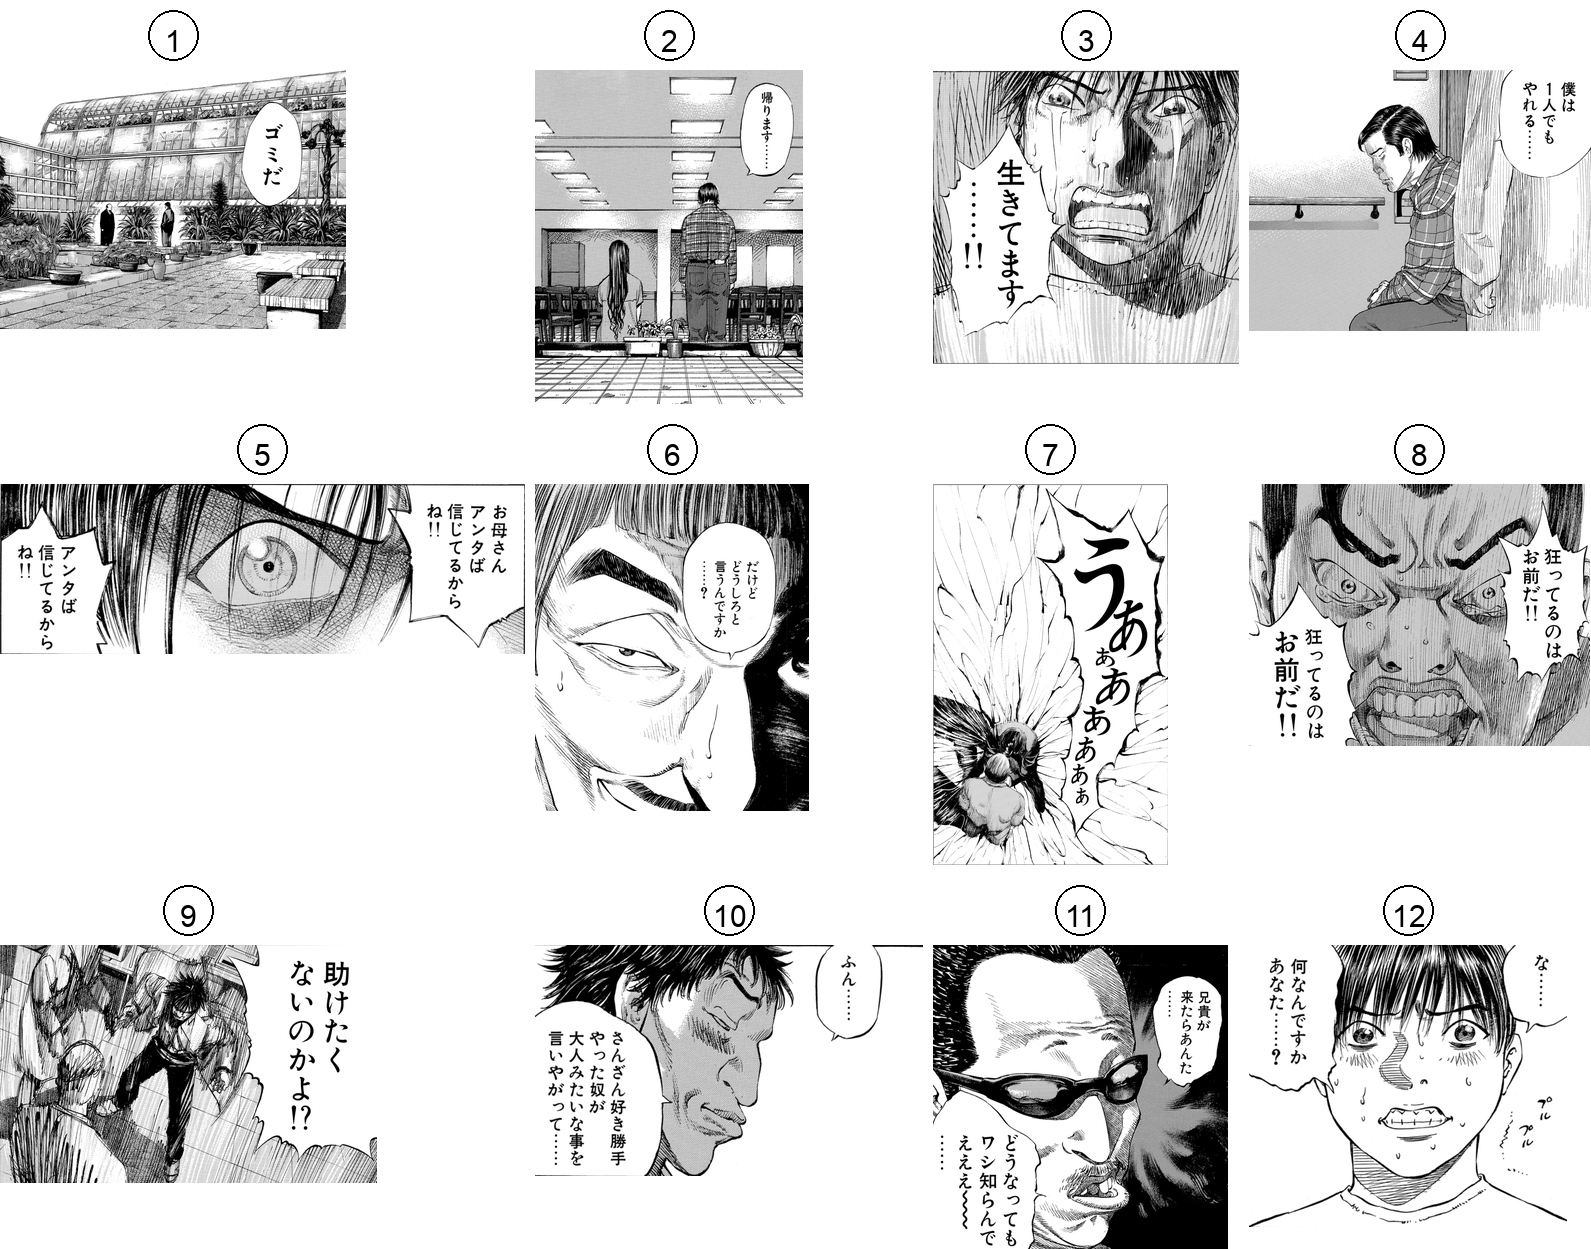 1
ゴミだ
2
帰ります……
3
生きてます
……!!
4
僕は
1人でも
やれる……
5
お母さん
アンタば
信じてるから
ね!!
アンタば
信じてるから
ね!!
6
だけど
どうしろと
言うんですか
……?
7
うぁぁぁぁぁぁぁ
8
狂ってるのは
お前だ!!
狂ってるのは
お前だ!!
9
助けたく
ないのかよ!?
10
ふん……
さんざん好き勝手
やった奴が
大人みたいな事を
言いやがって……
11
兄貴が
来たらあんた
……
どうなっても
ワシ知らんで
えええ〜〜〜
……
12
な……
何なんですか
あなた……?
プル
プル